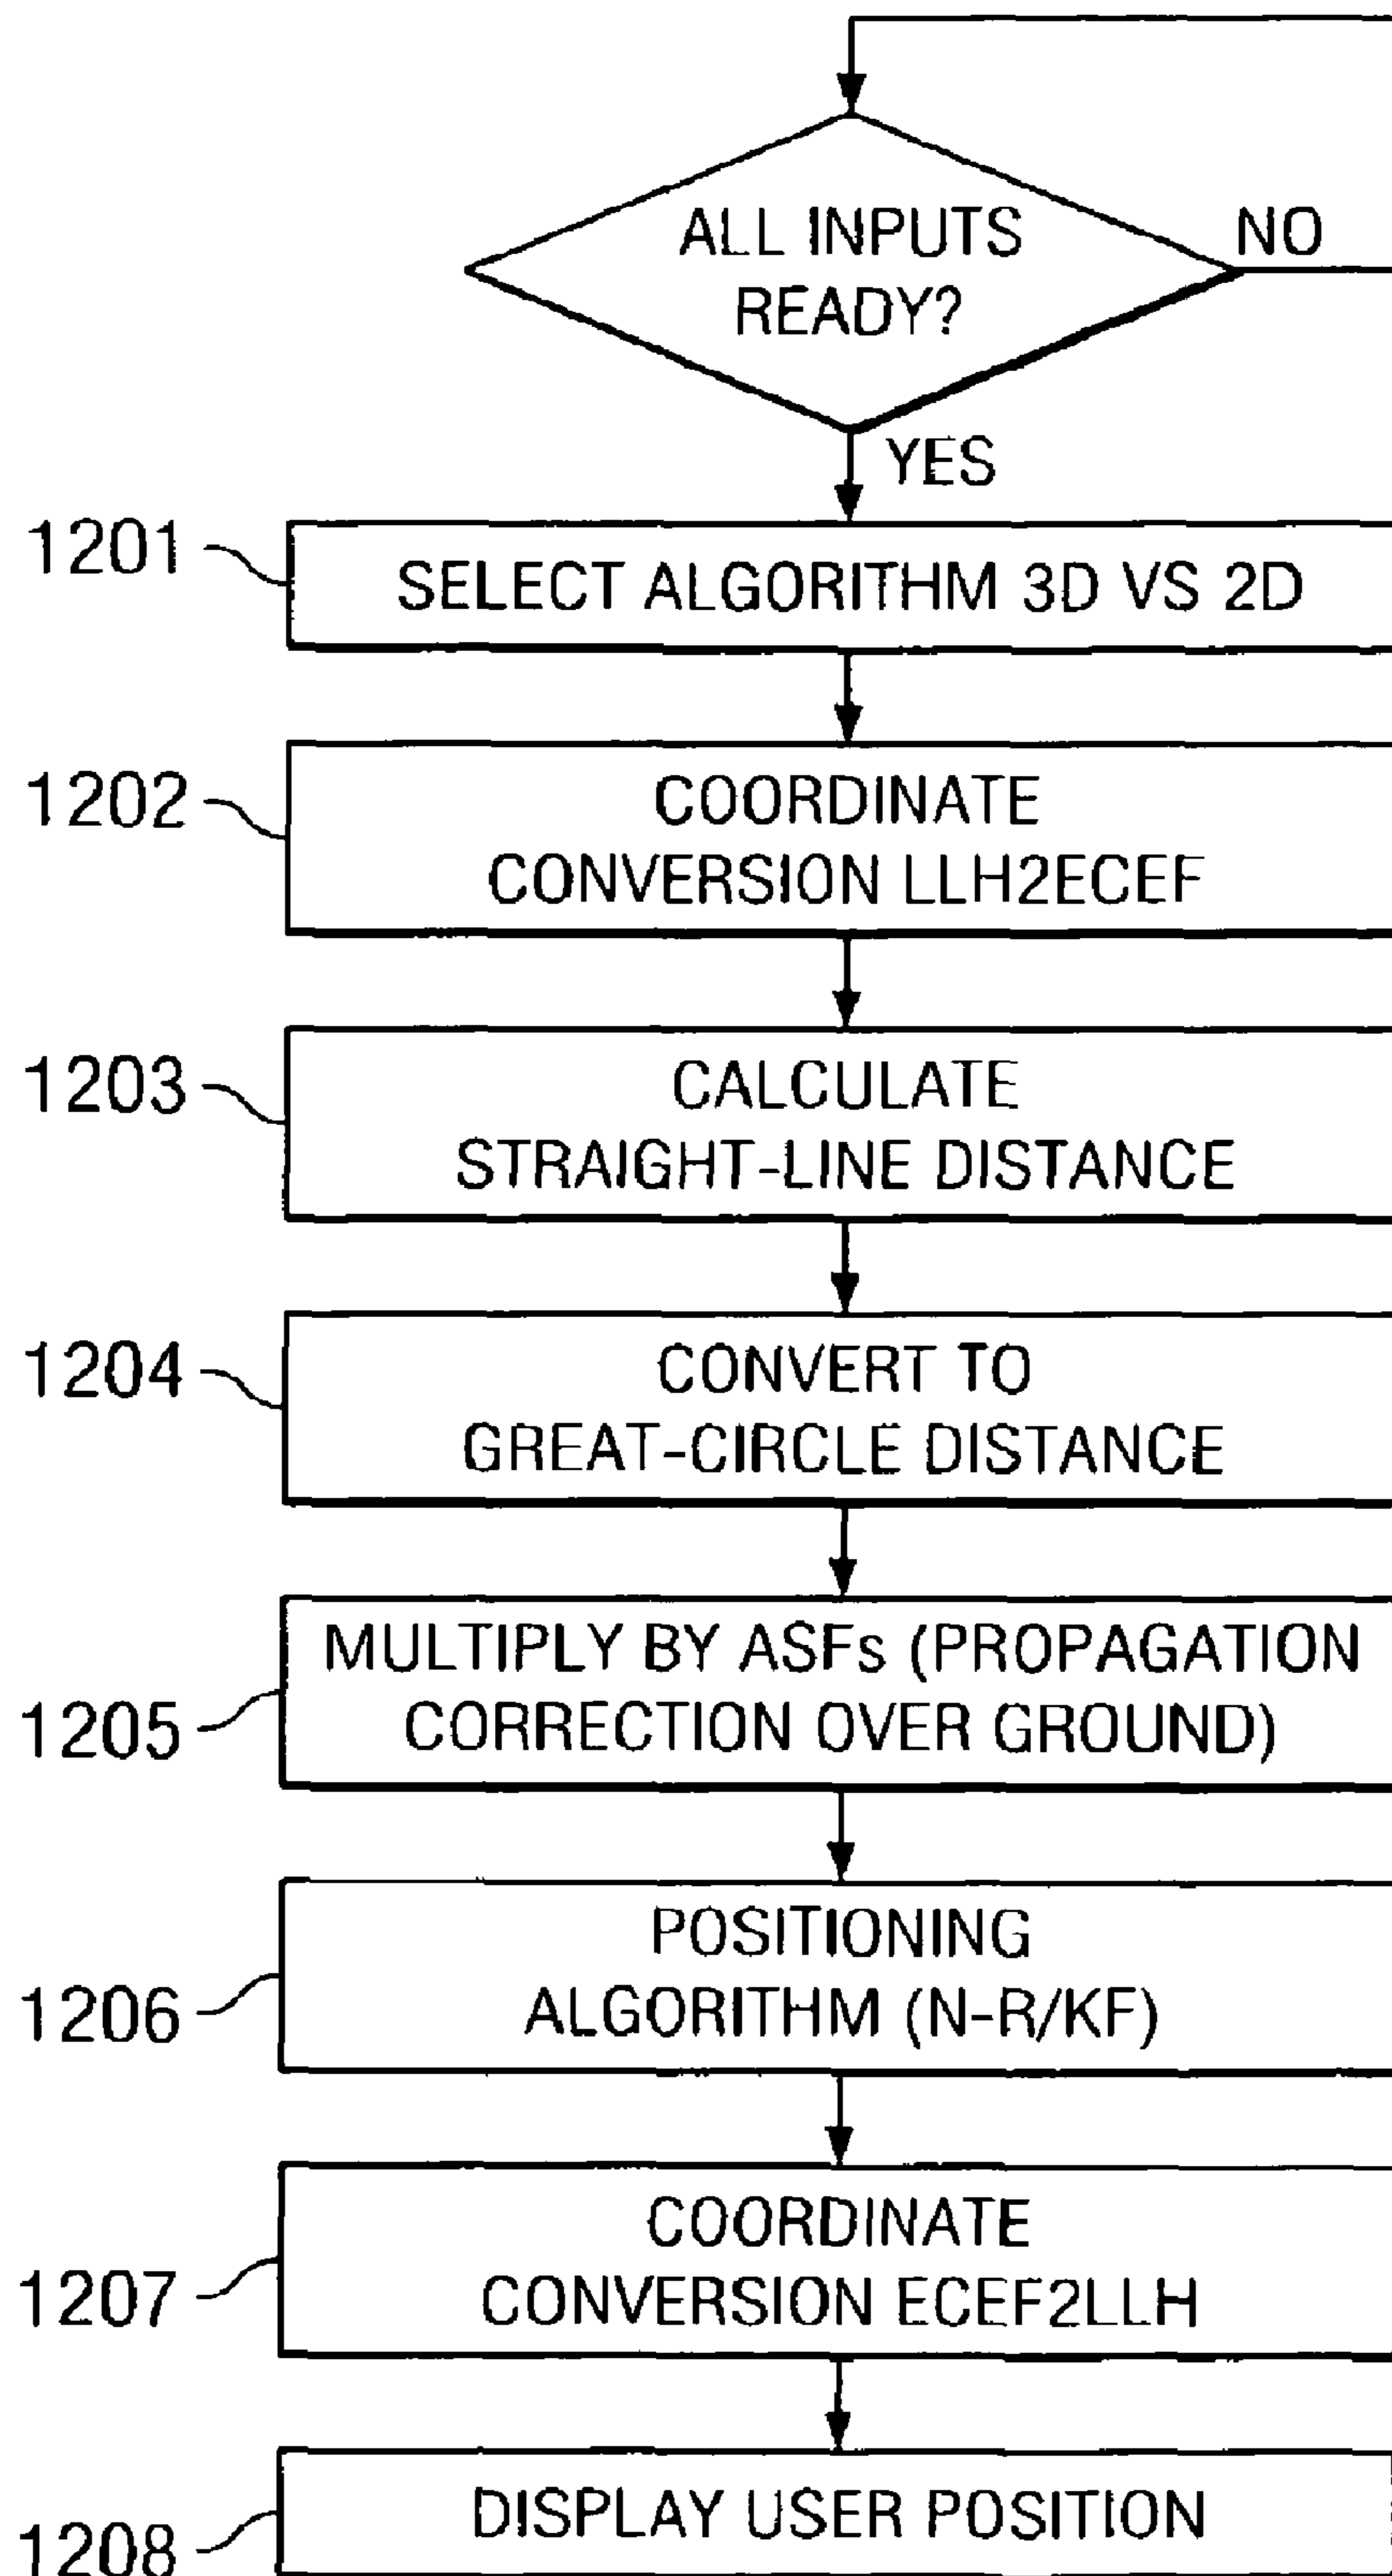 ALL INPUTS
READY?
NO
YES
1201
SELECT ALGORITHM 3D VS 2D
1202
COORDINATE
CONVERSION LLH2ECEF
1203
CALCULATE
STRAIGHT-LINE DISTANCE
1204
CONVERT TO
GREAT-CIRCLE DISTANCE
1205
MULTIPLY BY ASFs (PROPAGATION
CORRECTION OVER GROUND)
1206
POSITIONING
ALGORITHM (N-R/KF)
1207
COORDINATE
CONVERSION ECEF2LLH
1208
DISPLAY USER POSITION